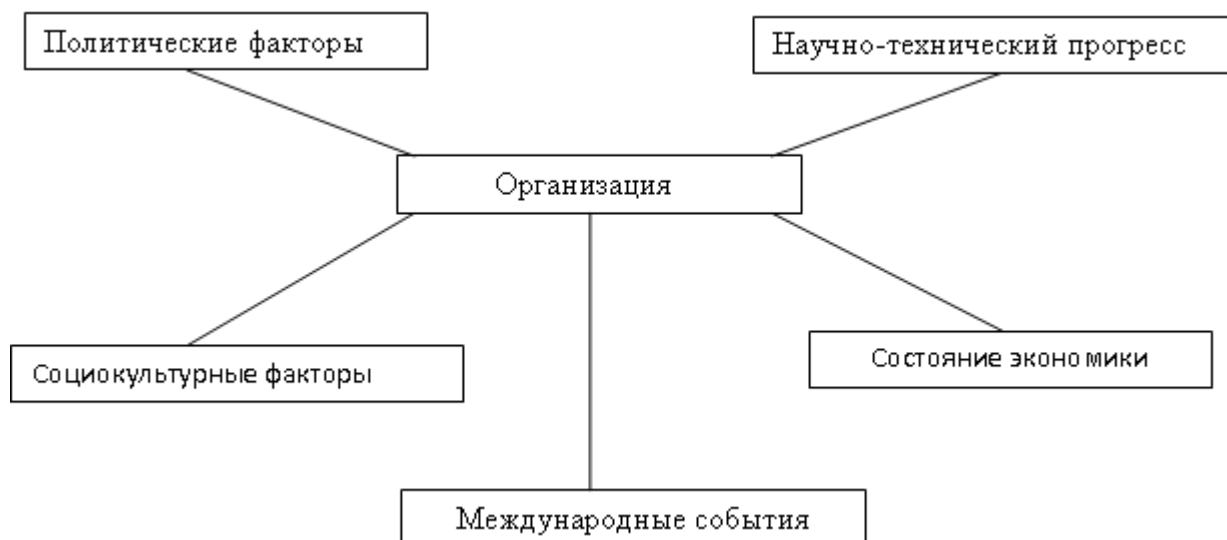 Политические факторы
Научно-технический прогресс
Организация
Социокультурные факторы
Состояние экономики
Международные события